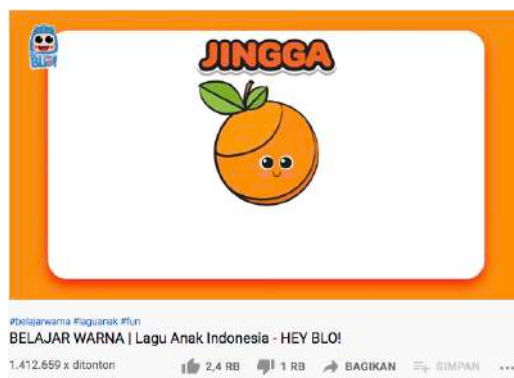 BLO!
JINGGA
#belajarwarna #laguanak #fun
BELAJAR WARNA | Lagu Anak Indonesia - HEY BLO!
1.412.659 x ditonton
2,4 RB
1 RB
BAGIKAN
SIMPAN